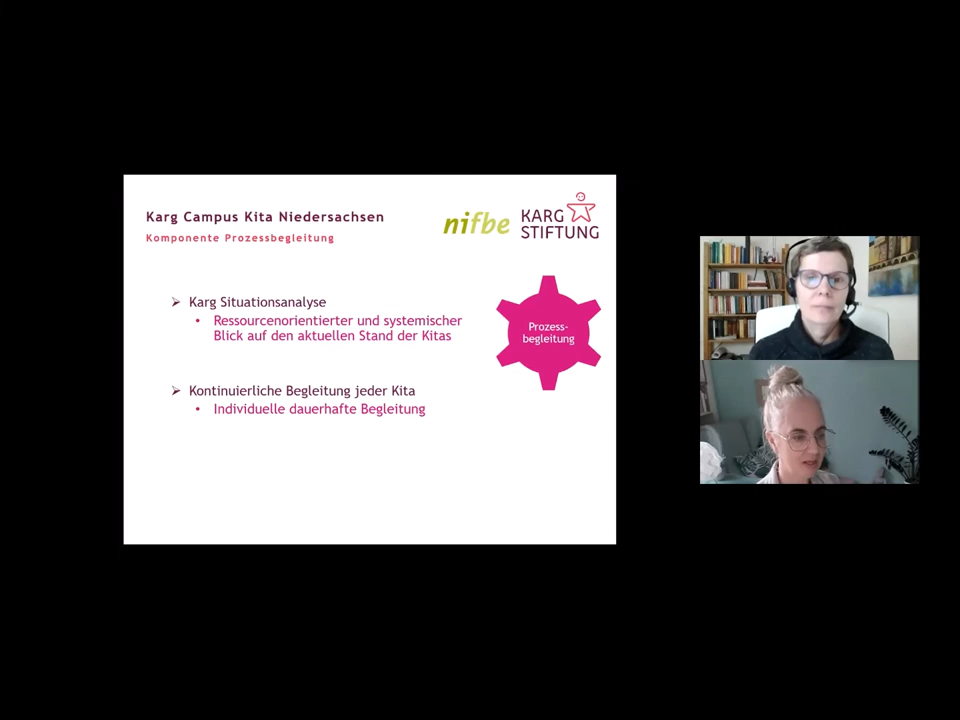 Karg Campus Kita Niedersachsen
Komponente Prozessbegleitung
nifbe
KARG
STIFTUNG
➢ Karg Situationsanalyse
• Ressourcenorientierter und systemischer
Blick auf den aktuellen Stand der Kitas
➢ Kontinuierliche Begleitung jeder Kita
• Individuelle dauerhafte Begleitung
Prozess-
begleitung